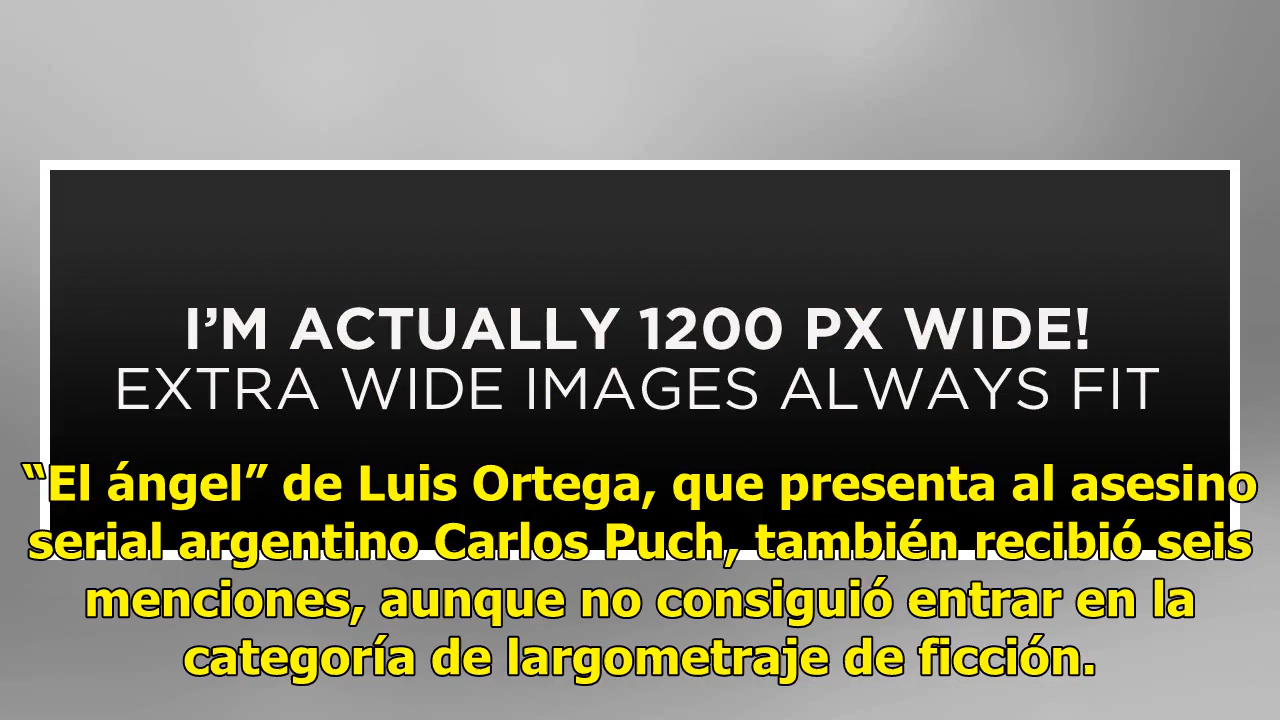 I’M ACTUALLY 1200 PX WIDE!
EXTRA WIDE IMAGES ALWAYS FIT
“El ángel” de Luis Ortega, que presenta al asesino
serial argentino Carlos Puch, también recibió seis
menciones, aunque no consiguió entrar en la
categoría de largometraje de ficción.